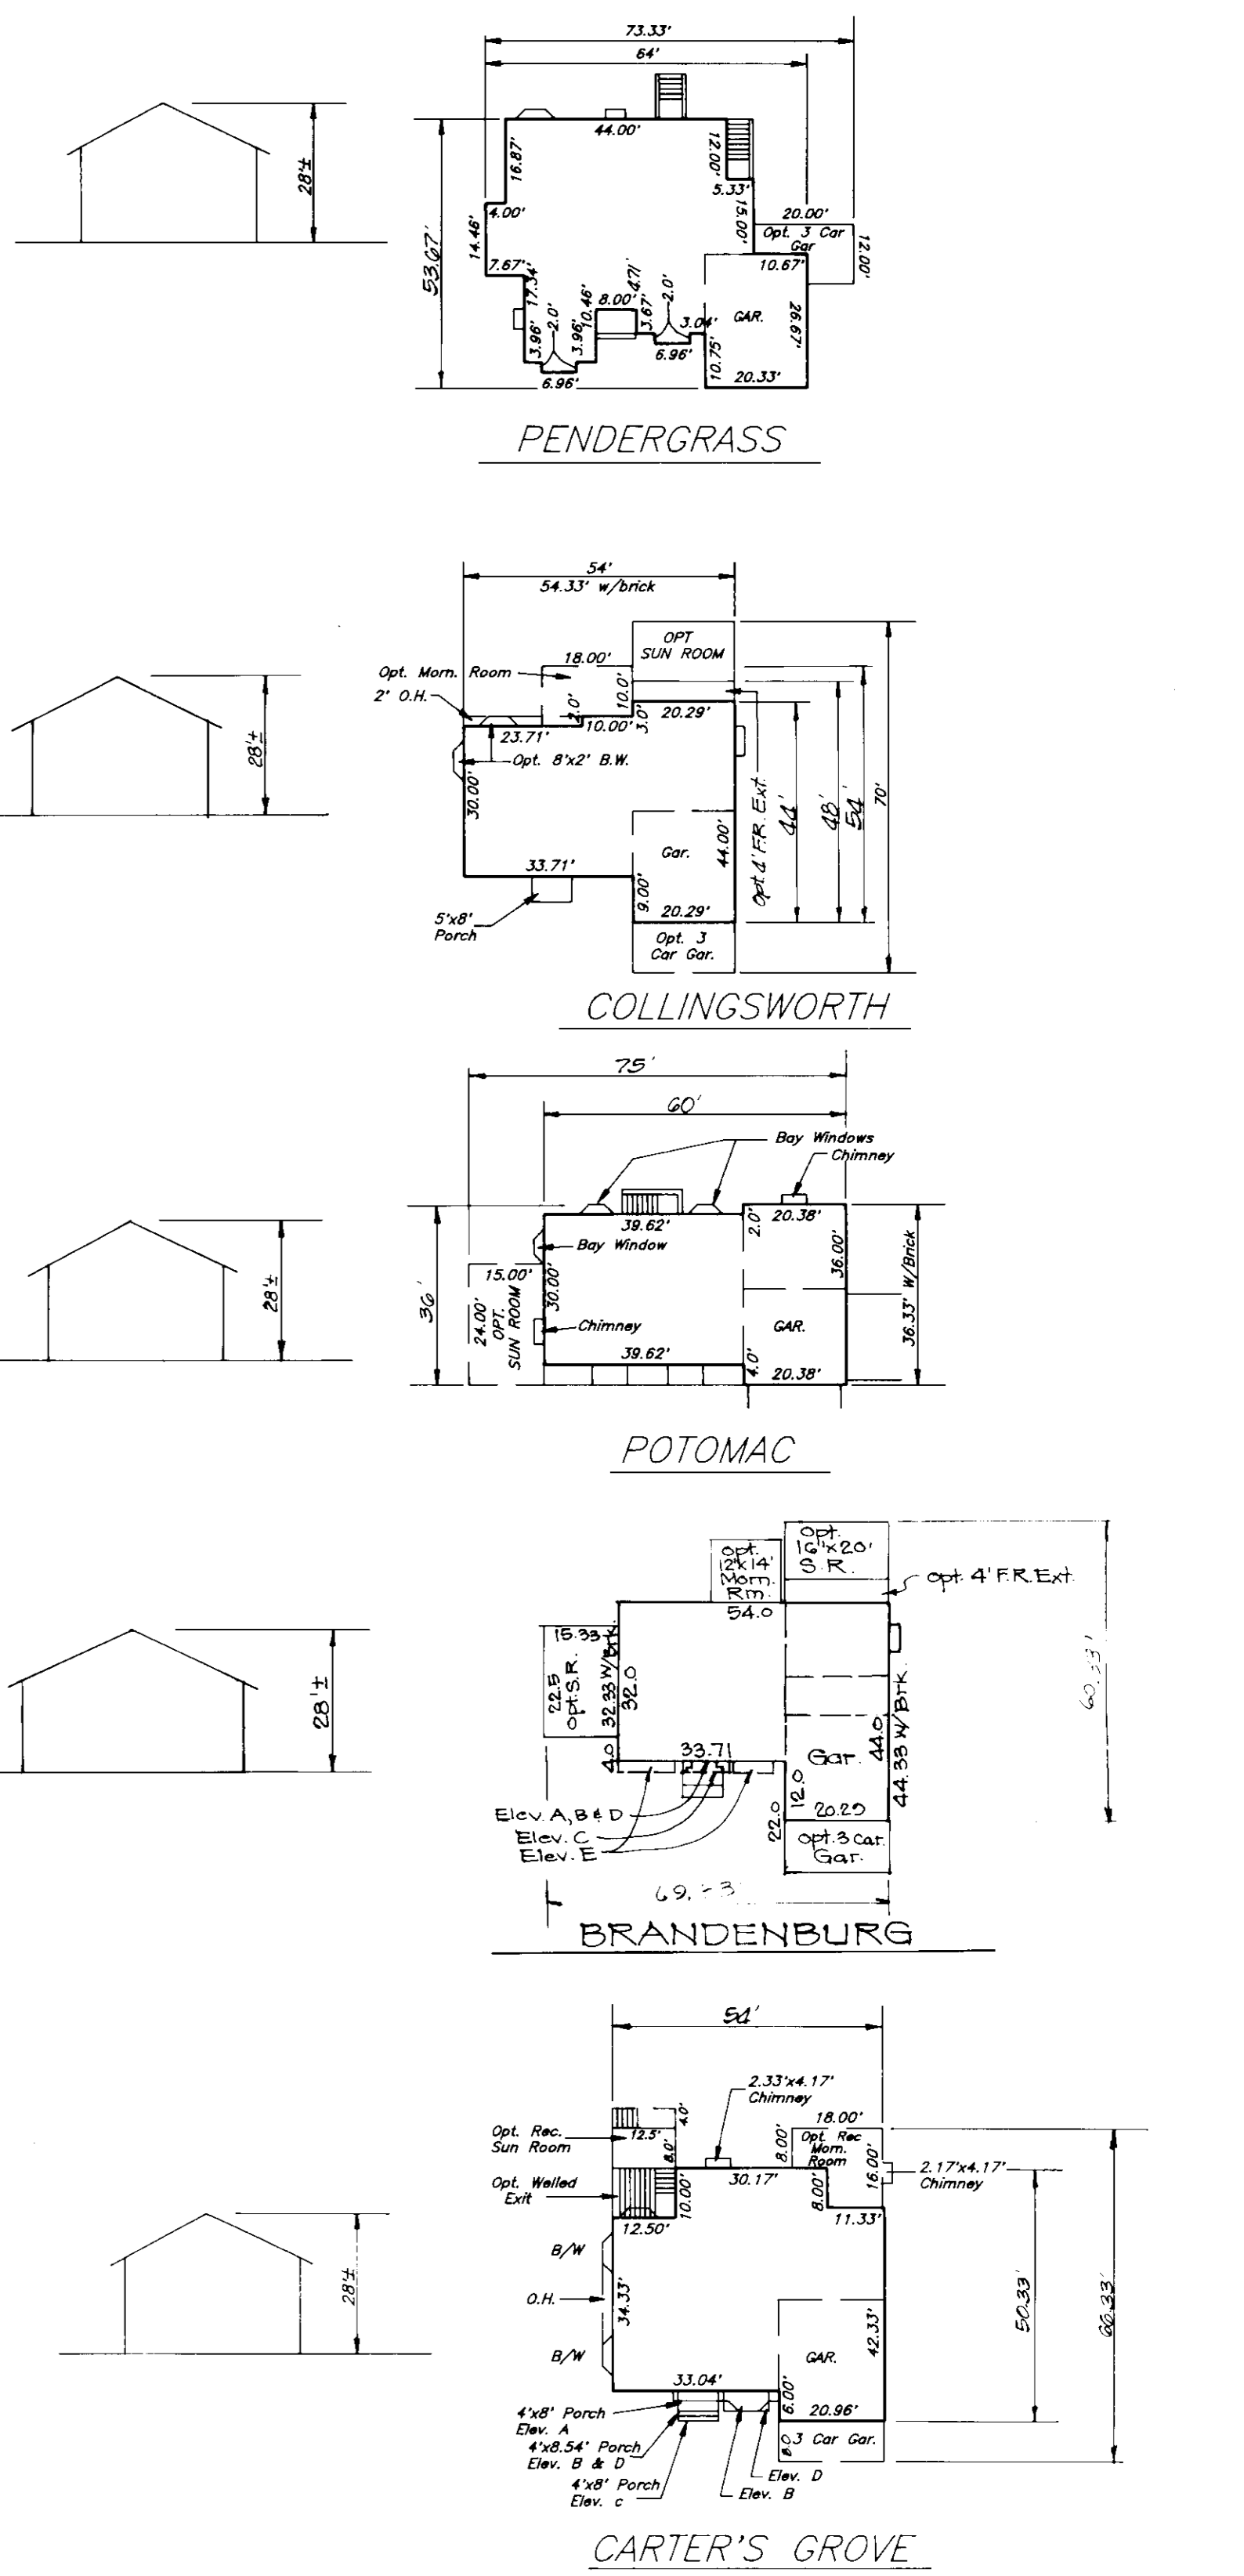 73.33'
64'
28'±
53.67'
44.00'
16.87'
12.00'
5.33'
4.00'
14.46'
15.00'
20.00'
Opt. 3 Car
Gar
12.00'
10.67'
7.67'
17.34'
2.0'
3.96'
3.96'
10.46'
8.00'
4.71'
3.67'
2.0'
3.04'
6.96'
6.96'
GAR.
26.67'
10.75'
20.33'
PENDERGRASS
54'
54.33' w/brick
28'±
OPT
SUN ROOM
18.00'
Opt. Morn. Room
2' O.H.
2.0'
10.0'
20.29'
23.71'
10.00'
3.0'
Opt. 8'x2' B.W.
30.00'
Opt 4' F.R. Ext.
44'
48'
54'
70'
Gar.
44.00'
33.71'
9.00'
20.29'
5'x8'
Porch
Opt. 3
Car Gar.
COLLINGSWORTH
75'
60'
Bay Windows
Chimney
28'±
36'
39.62'
2.0'
20.38'
Bay Window
36.00'
36.33' W/Brick
15.00'
30.00'
24.00'
OPT.
SUN ROOM
Chimney
GAR.
39.62'
4.0'
20.38'
POTOMAC
28'±
opt.
12'x14'
Morn.
Rm.
opt.
16'x20'
S.R.
opt. 4' F.R. Ext.
54.0
15.33
22.5
opt S.R.
32.33 W/Brk.
32.0
4.0
33.71
Gar.
44.0
44.33 W/Brk.
12.0
22.0
20.29
Elev. A, B & D
Elev. C
Elev. E
opt. 3 Car.
Gar.
BRANDENBURG
54'
28'±
2.33'x4.17'
Chimney
4.0'
18.00'
Opt. Rec.
Sun Room
12.5'
8.0'
8.00'
Opt. Rec
Morn.
Room
16.00'
2.17'x4.17'
Chimney
Opt. Welled
Exit
10.00'
30.17'
8.00'
12.50'
11.33'
B/W
O.H.
34.33'
B/W
50.33'
66.33'
42.33'
GAR.
33.04'
6.00'
20.96'
4'x8' Porch
Elev. A
8.0
3 Car Gar.
4'x8.54' Porch
Elev. B & D
4'x8' Porch
Elev. c
Elev. D
Elev. B
CARTER'S GROVE